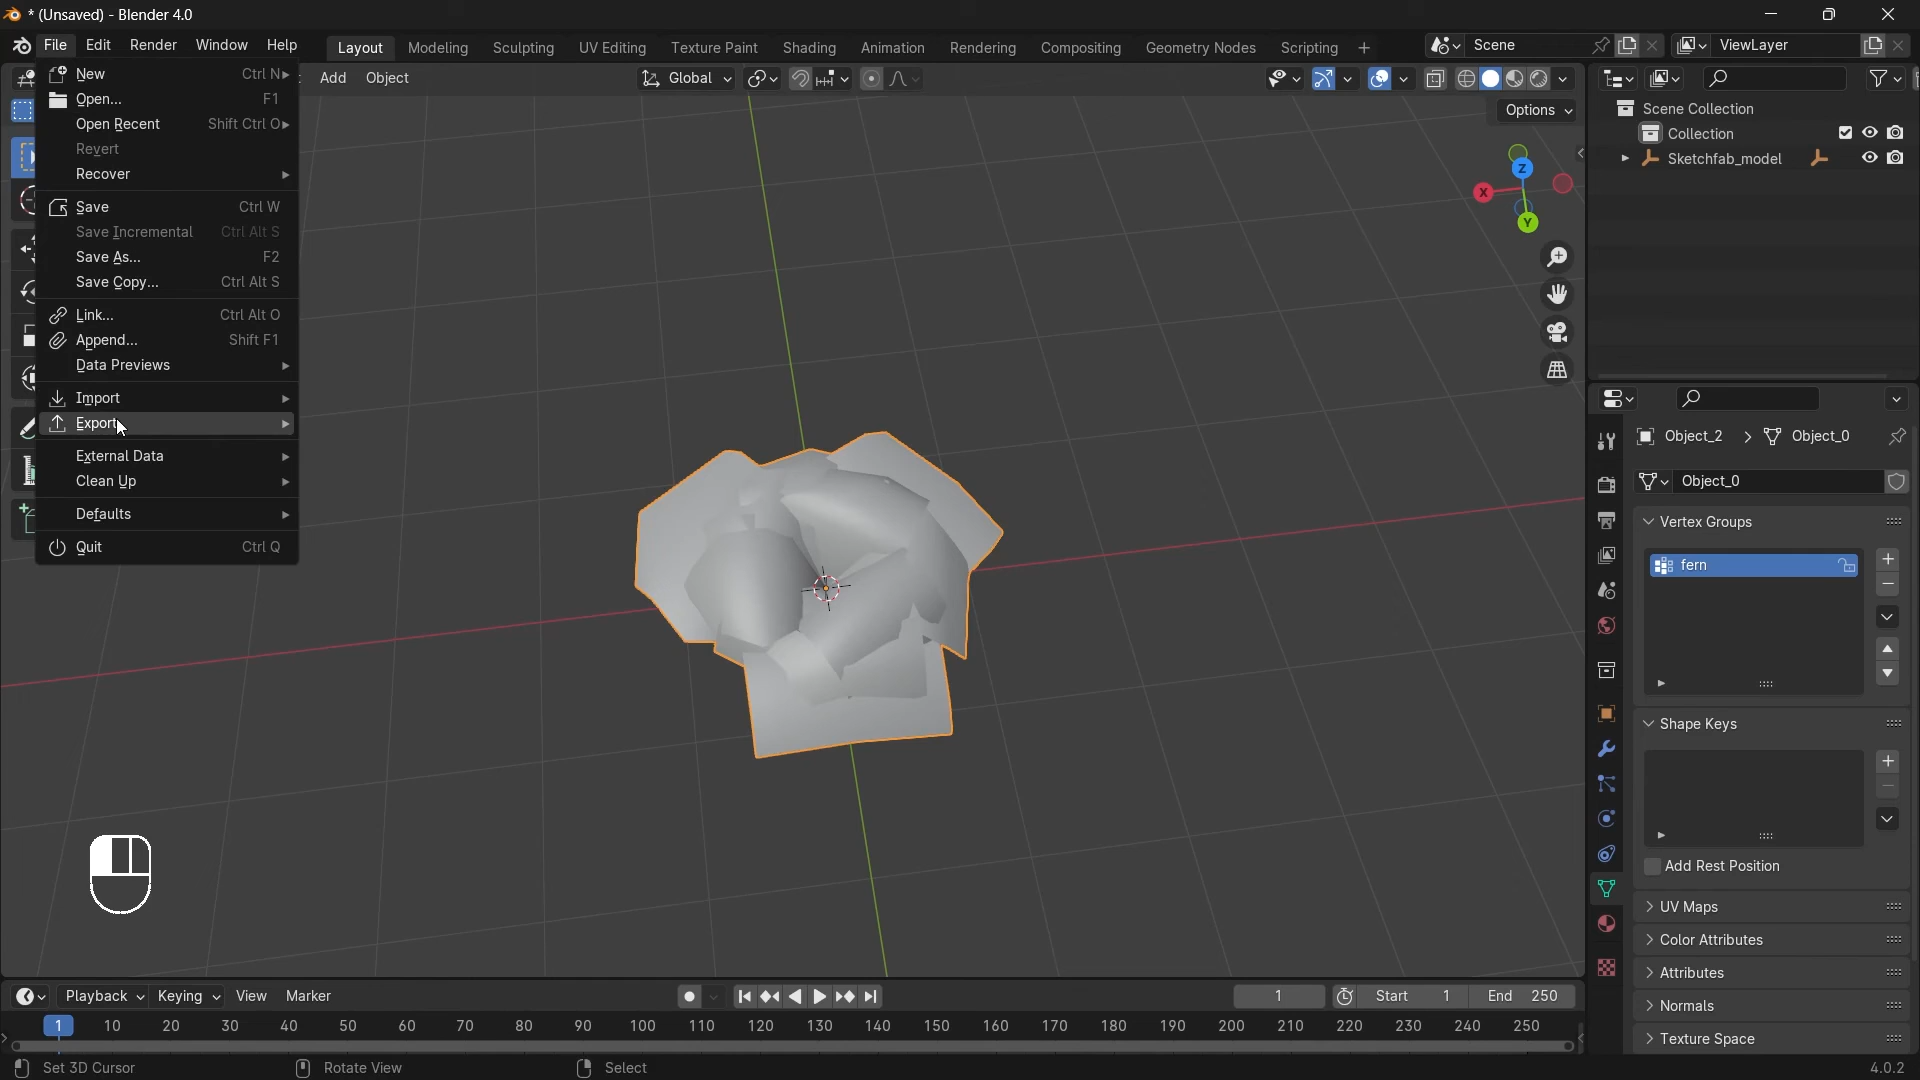 * (Unsaved) - Blender 4.0
File Edit Render Window Help Layout Modeling Sculpting UV Editing Texture Paint Shading Animation Rendering Compositing Geometry Nodes Scripting + Scene ViewLayer
Add Object Global
Options
New Ctrl N
Open... F1
Open Recent Shift Ctrl O
Revert
Recover
Save Ctrl W
Save Incremental Ctrl Alt S
Save As... F2
Save Copy... Ctrl Alt S
Link... Ctrl Alt O
Append... Shift F1
Data Previews
Import
Export
External Data
Clean Up
Defaults
Quit Ctrl Q
Z
X
Y
Scene Collection
Collection
Sketchfab_model
Object_2 > Object_0
Object_0
Vertex Groups
fern
Shape Keys
Add Rest Position
UV Maps
Color Attributes
Attributes
Normals
Texture Space
Playback Keying View Marker 1 Start 1 End 250
1 10 20 30 40 50 60 70 80 90 100 110 120 130 140 150 160 170 180 190 200 210 220 230 240 250
Set 3D Cursor Rotate View Select 4.0.2